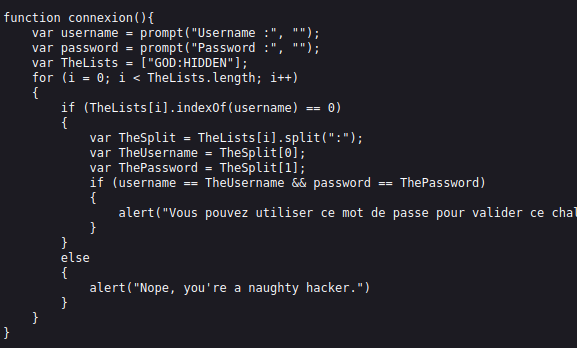 function connexion(){
    var username = prompt("Username :", "");
    var password = prompt("Password :", "");
    var TheLists = ["GOD:HIDDEN"];
    for (i = 0; i < TheLists.length; i++)
    {
        if (TheLists[i].indexOf(username) == 0)
        {
            var TheSplit = TheLists[i].split(":");
            var TheUsername = TheSplit[0];
            var ThePassword = TheSplit[1];
            if (username == TheUsername && password == ThePassword)
            {
                alert("Vous pouvez utiliser ce mot de passe pour valider ce
            }
        }
        else
        {
            alert("Nope, you're a naughty hacker.")
        }
    }
}